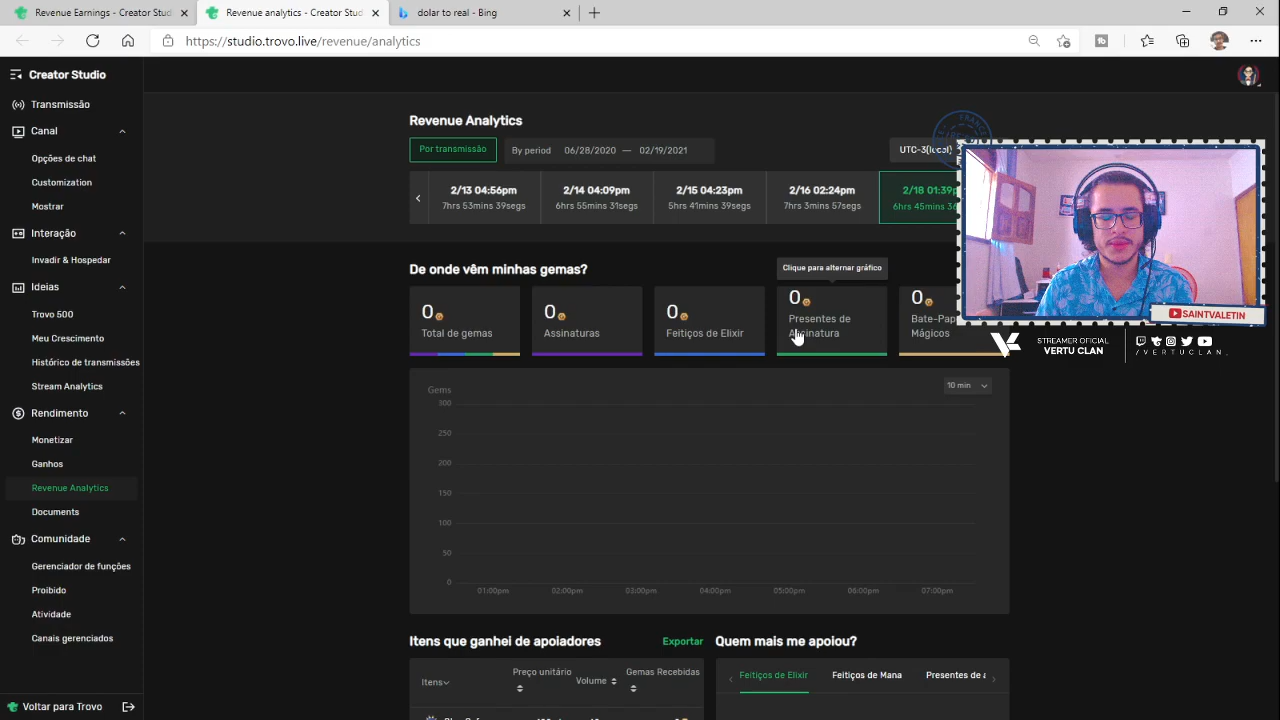 Revenue Earnings - Creator Studi
Revenue analytics - Creator Studi
dolar to real - Bing
https://studio.trovo.live/revenue/analytics
Creator Studio
Transmissão
Canal
Opções de chat
Customization
Mostrar
Interação
Invadir & Hospedar
Ideias
Trovo 500
Meu Crescimento
Histórico de transmissões
Stream Analytics
Rendimento
Monetizar
Ganhos
Revenue Analytics
Documents
Comunidade
Gerenciador de funções
Proibido
Atividade
Canais gerenciados
Voltar para Trovo
Revenue Analytics
Por transmissão
By period 06/28/2020 — 02/19/2021
UTC-3(local)
2/13 04:56pm
7hrs 53mins 39segs
2/14 04:09pm
6hrs 55mins 31segs
2/15 04:23pm
5hrs 41mins 39segs
2/16 02:24pm
7hrs 3mins 57segs
2/18 01:39p
6hrs 45mins 36
FRANCE
SAINTVALETIN
STREAMER OFICIAL
VERTU CLAN
/VERTUCLAN.
De onde vêm minhas gemas?
Clique para alternar gráfico
0
Total de gemas
0
Assinaturas
0
Feitiços de Elixir
0
Presentes de
Assinatura
0
Bate-Pap
Mágicos
10 min
Gems
300
250
200
150
100
50
0
01:00pm 02:00pm 03:00pm 04:00pm 05:00pm 06:00pm 07:00pm
Itens que ganhei de apoiadores
Exportar
Itens
Preço unitário
Volume
Gemas Recebidas
Quem mais me apoiou?
Feitiços de Elixir
Feitiços de Mana
Presentes de a